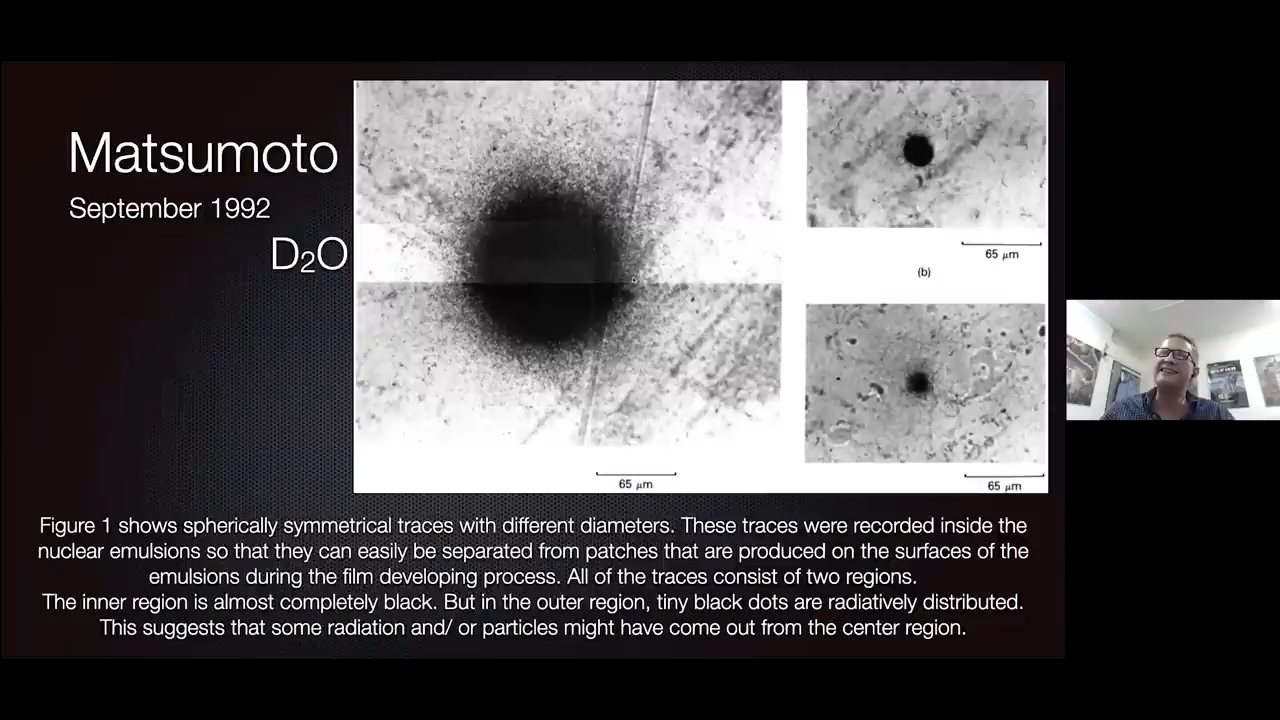 Matsumoto
September 1992
D₂O
65 μm
65 μm
(b)
65 μm
Figure 1 shows spherically symmetrical traces with different diameters. These traces were recorded inside the
nuclear emulsions so that they can easily be separated from patches that are produced on the surfaces of the
emulsions during the film developing process. All of the traces consist of two regions.
The inner region is almost completely black. But in the outer region, tiny black dots are radiatively distributed.
This suggests that some radiation and/ or particles might have come out from the center region.